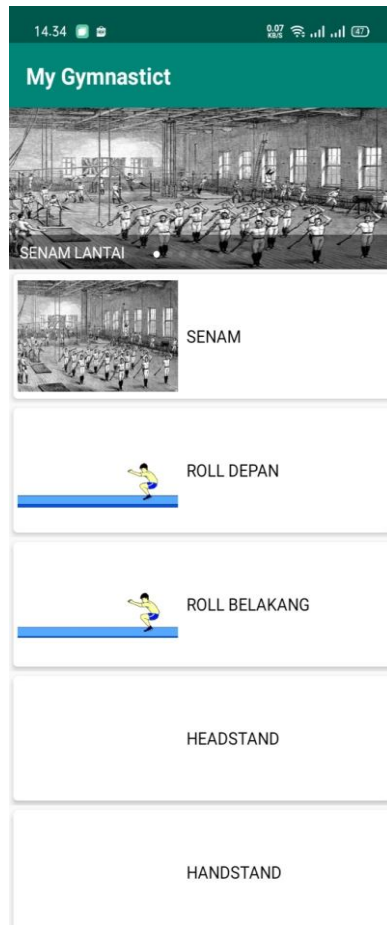 14.34
0.07
KB/S
47
My Gymnastict
SENAM LANTAI
SENAM
ROLL DEPAN
ROLL BELAKANG
HEADSTAND
HANDSTAND